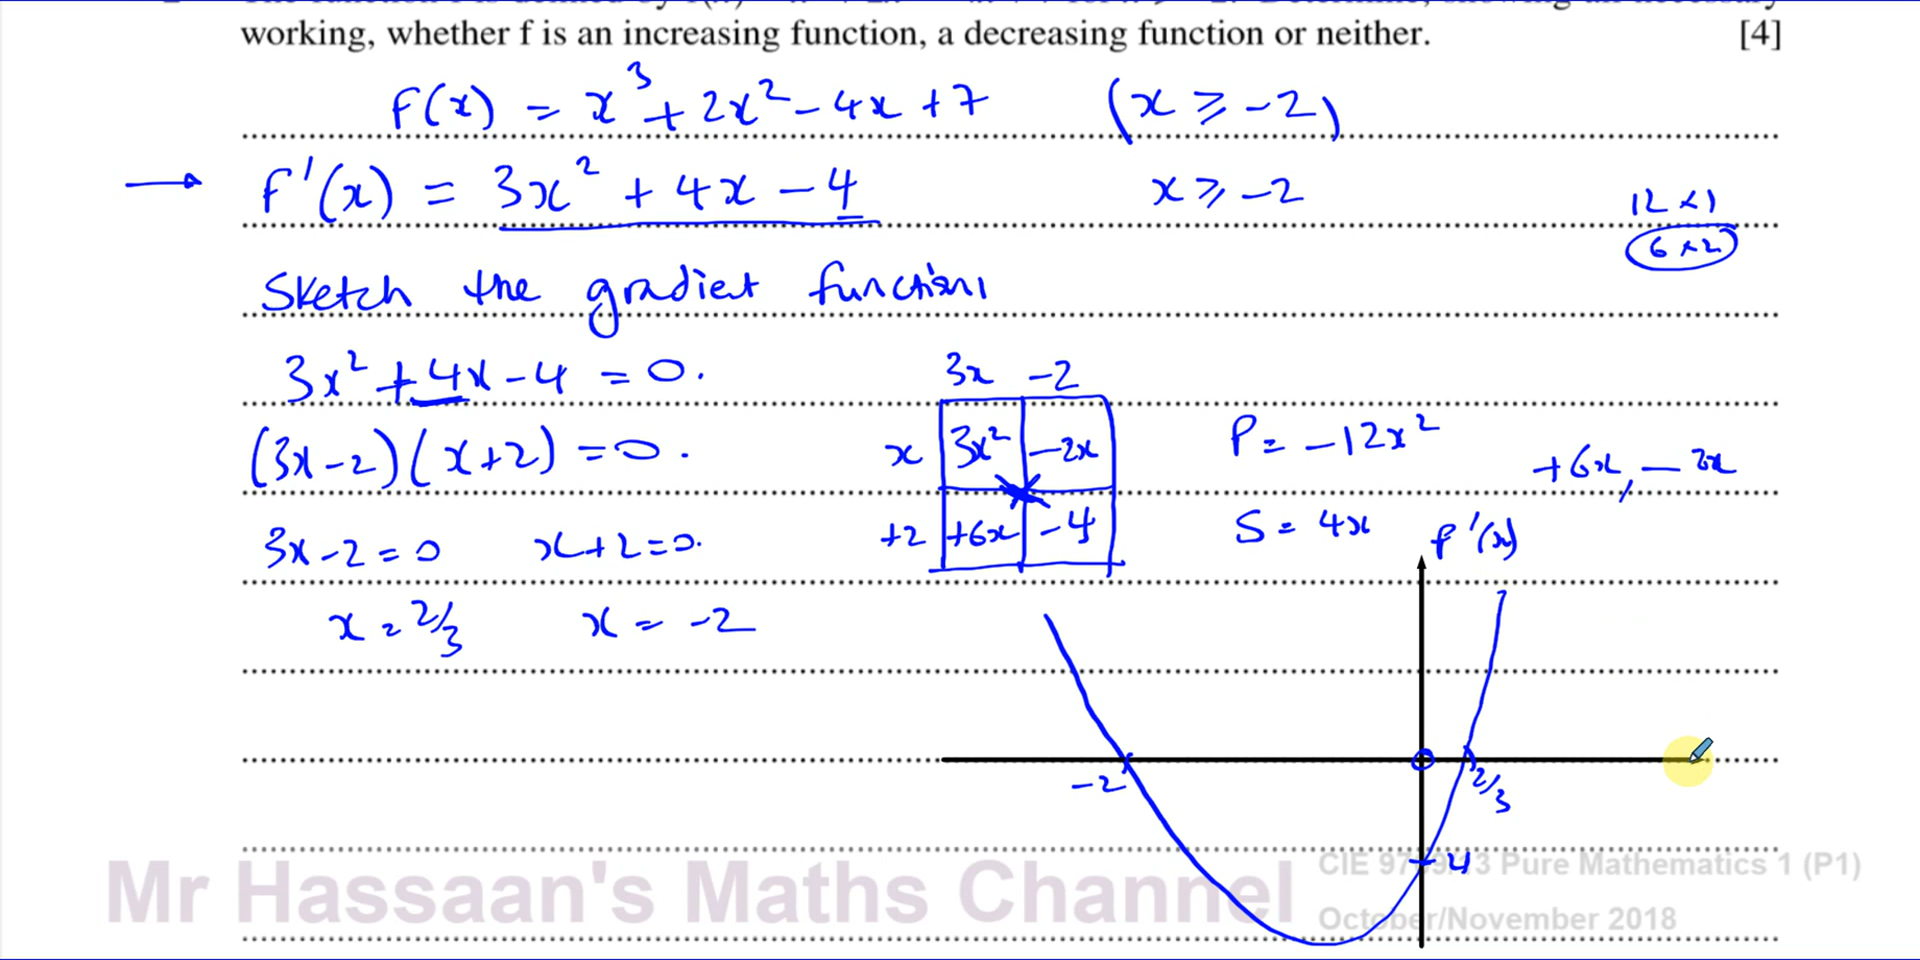 working, whether f is an increasing function, a decreasing function or neither. [4]
f(x) = x³ + 2x² - 4x + 7 (x ≥ -2)
→ f'(x) = 3x² + 4x - 4 x ≥ -2
12 × 1
6 × 2
Sketch the gradient function
3x² + 4x - 4 = 0.
3x -2
(3x-2)(x+2) = 0.
x 3x² -2x
+2 +6x -4
P = -12x²
+6x, -2x
S = 4x
f'(x)
3x - 2 = 0 x + 2 = 0.
x = 2/3 x = -2
-2 2/3
-4
Mr Hassaan's Maths Channel
Pure Mathematics 1 (P1)
October/November 2018